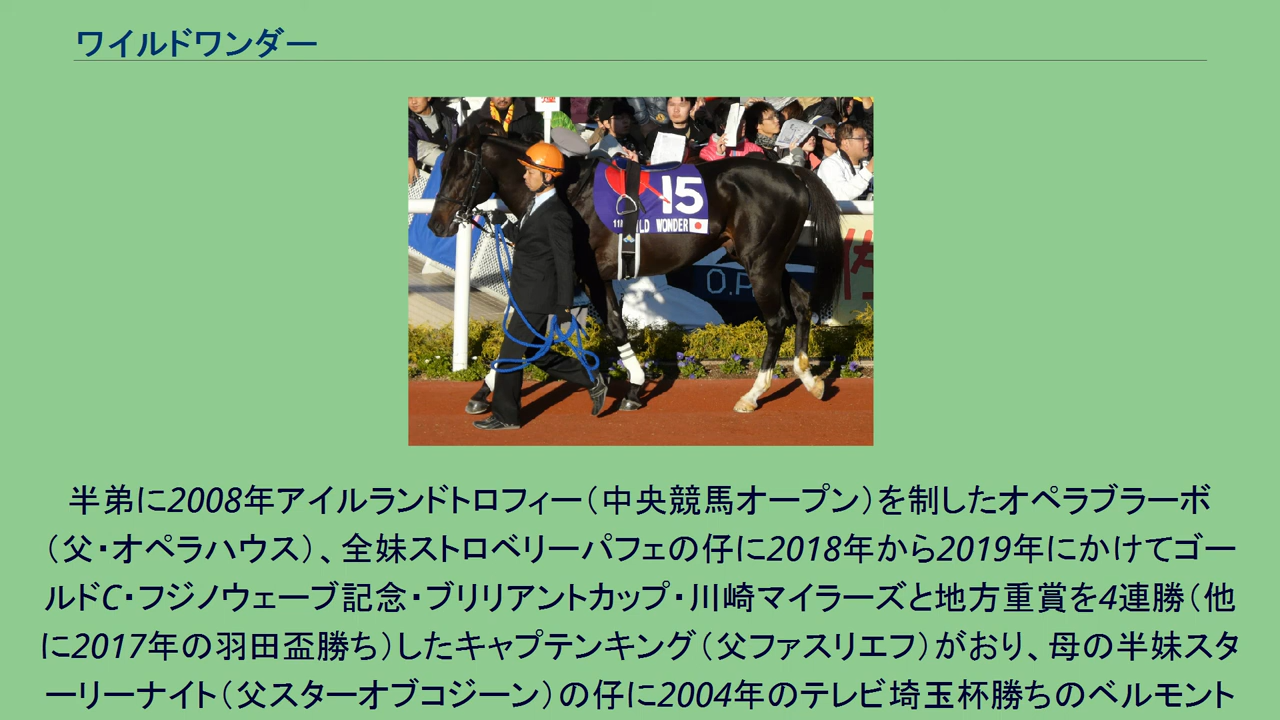 ワイルドワンダー
15
WONDER
O.P
半弟に2008年アイルランドトロフィー（中央競馬オープン）を制したオペラブラーボ
（父・オペラハウス）、全妹ストロベリーパフェの仔に2018年から2019年にかけてゴー
ルドC・フジノウェーブ記念・ブリリアントカップ・川崎マイラーズと地方重賞を4連勝（他
に2017年の羽田盃勝ち）したキャプテンキング（父ファスリエフ）がおり、母の半妹スタ
ーリーナイト（父スターオブコジーン）の仔に2004年のテレビ埼玉杯勝ちのベルモント